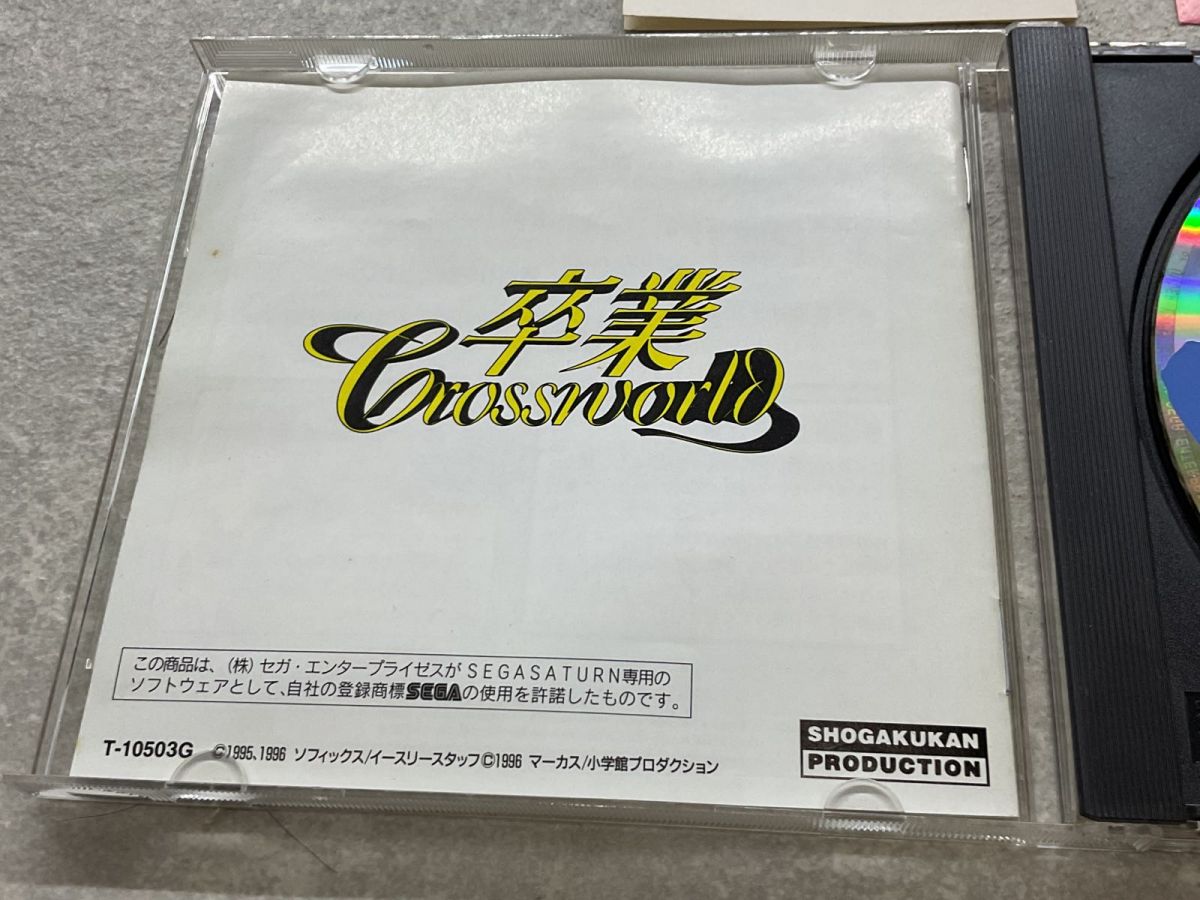 卒業
Crossworld
この商品は、(株)セガ・エンタープライゼスがSEGASATURN専用の
ソフトウェアとして、自社の登録商標SEGAの使用を許諾したものです。
T-10503G ©1995、1996 ソフィックス/イースリースタッフ©1996 マーカス/小学館プロダクション
SHOGAKUKAN
PRODUCTION